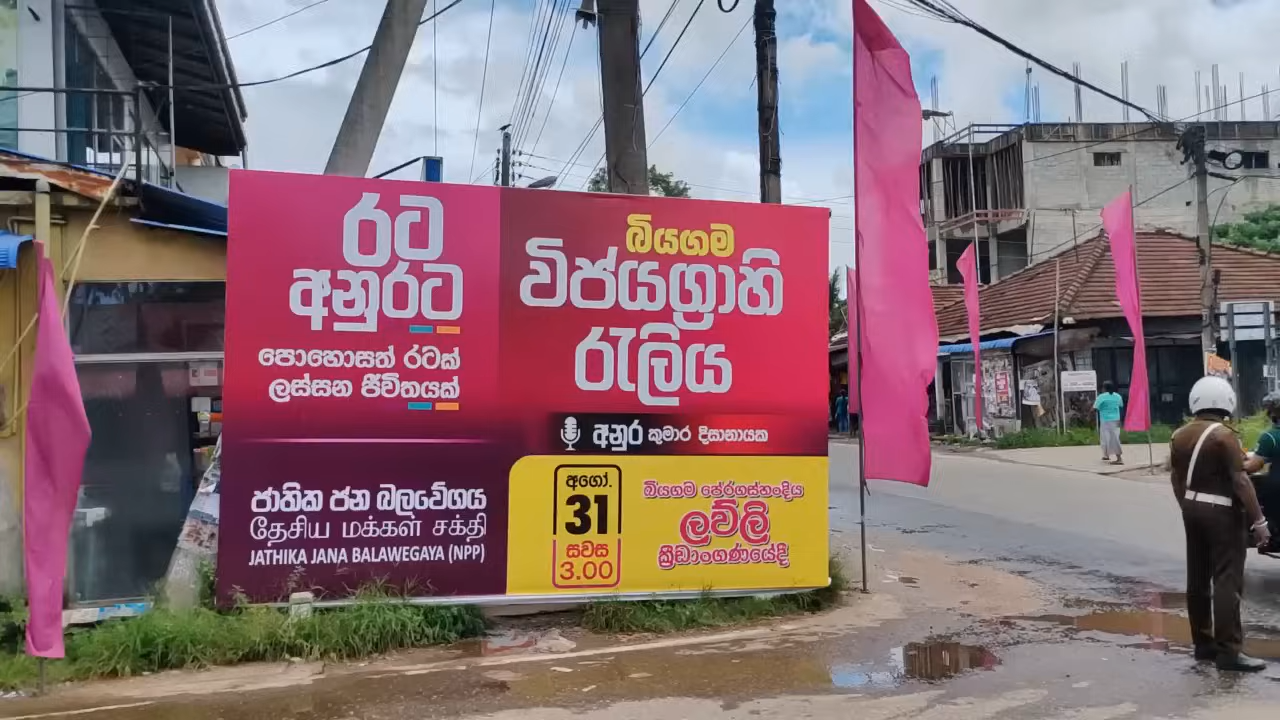 රට
අනුරට
පොහොසත් රටක්
ලස්සන ජීවිතයක්
ජාතික ජන බලවේගය
தேசிய மக்கள் சக்தி
JATHIKA JANA BALAWEGAYA (NPP)
බියගම
විජයග්‍රාහී
රැලිය
අනුර කුමාර දිසානායක
අගෝ.
31
සවස
3.00
බියගම පේරගස්හංදිය
ලව්ලි
ක්‍රීඩාංගණයේදී